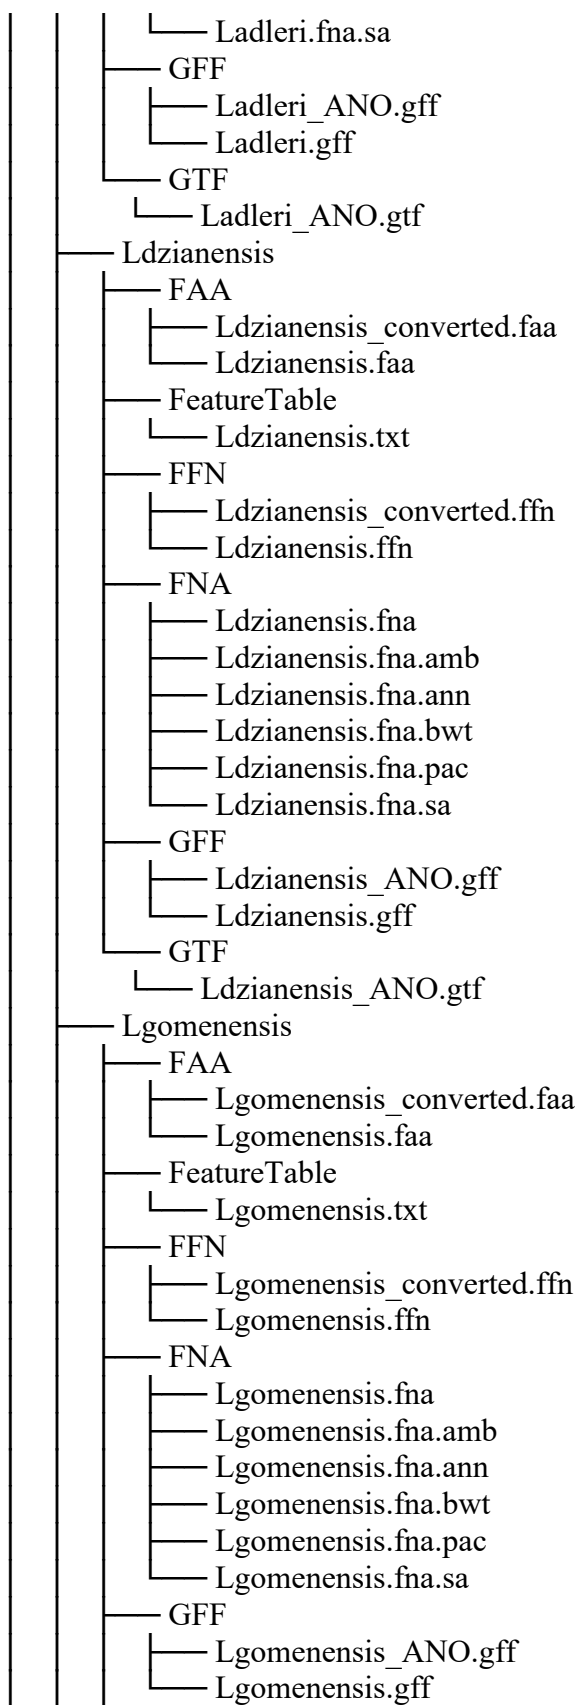 Ladleri.fna.sa
GFF
Ladleri_ANO.gff
Ladleri.gff
GTF
Ladleri_ANO.gtf
Ldzianensis
FAA
Ldzianensis_converted.faa
Ldzianensis.faa
FeatureTable
Ldzianensis.txt
FFN
Ldzianensis_converted.ffn
Ldzianensis.ffn
FNA
Ldzianensis.fna
Ldzianensis.fna.amb
Ldzianensis.fna.ann
Ldzianensis.fna.bwt
Ldzianensis.fna.pac
Ldzianensis.fna.sa
GFF
Ldzianensis_ANO.gff
Ldzianensis.gff
GTF
Ldzianensis_ANO.gtf
Lgomenensis
FAA
Lgomenensis_converted.faa
Lgomenensis.faa
FeatureTable
Lgomenensis.txt
FFN
Lgomenensis_converted.ffn
Lgomenensis.ffn
FNA
Lgomenensis.fna
Lgomenensis.fna.amb
Lgomenensis.fna.ann
Lgomenensis.fna.bwt
Lgomenensis.fna.pac
Lgomenensis.fna.sa
GFF
Lgomenensis_ANO.gff
Lgomenensis.gff